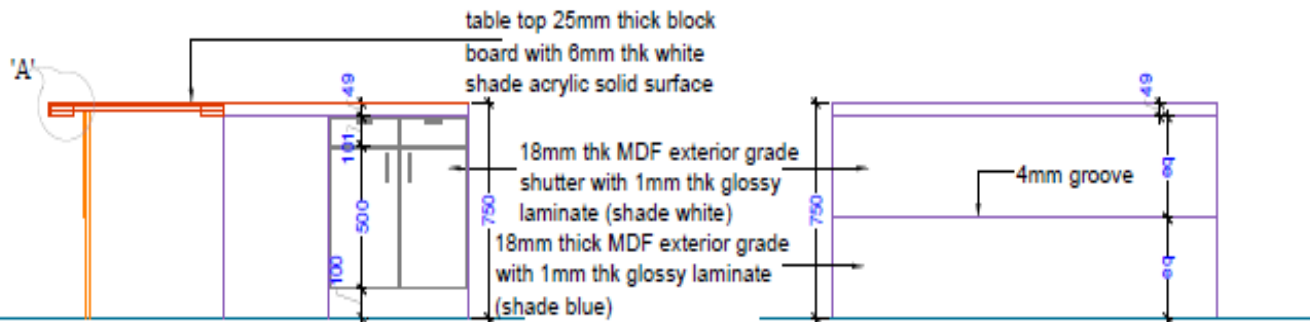 table top 25mm thick block
board with 6mm thk white
shade acrylic solid surface
'A'
49
101
500
100
750
18mm thk MDF exterior grade
shutter with 1mm thk glossy
laminate (shade white)
18mm thick MDF exterior grade
with 1mm thk glossy laminate
(shade blue)
750
49
be
4mm groove
be